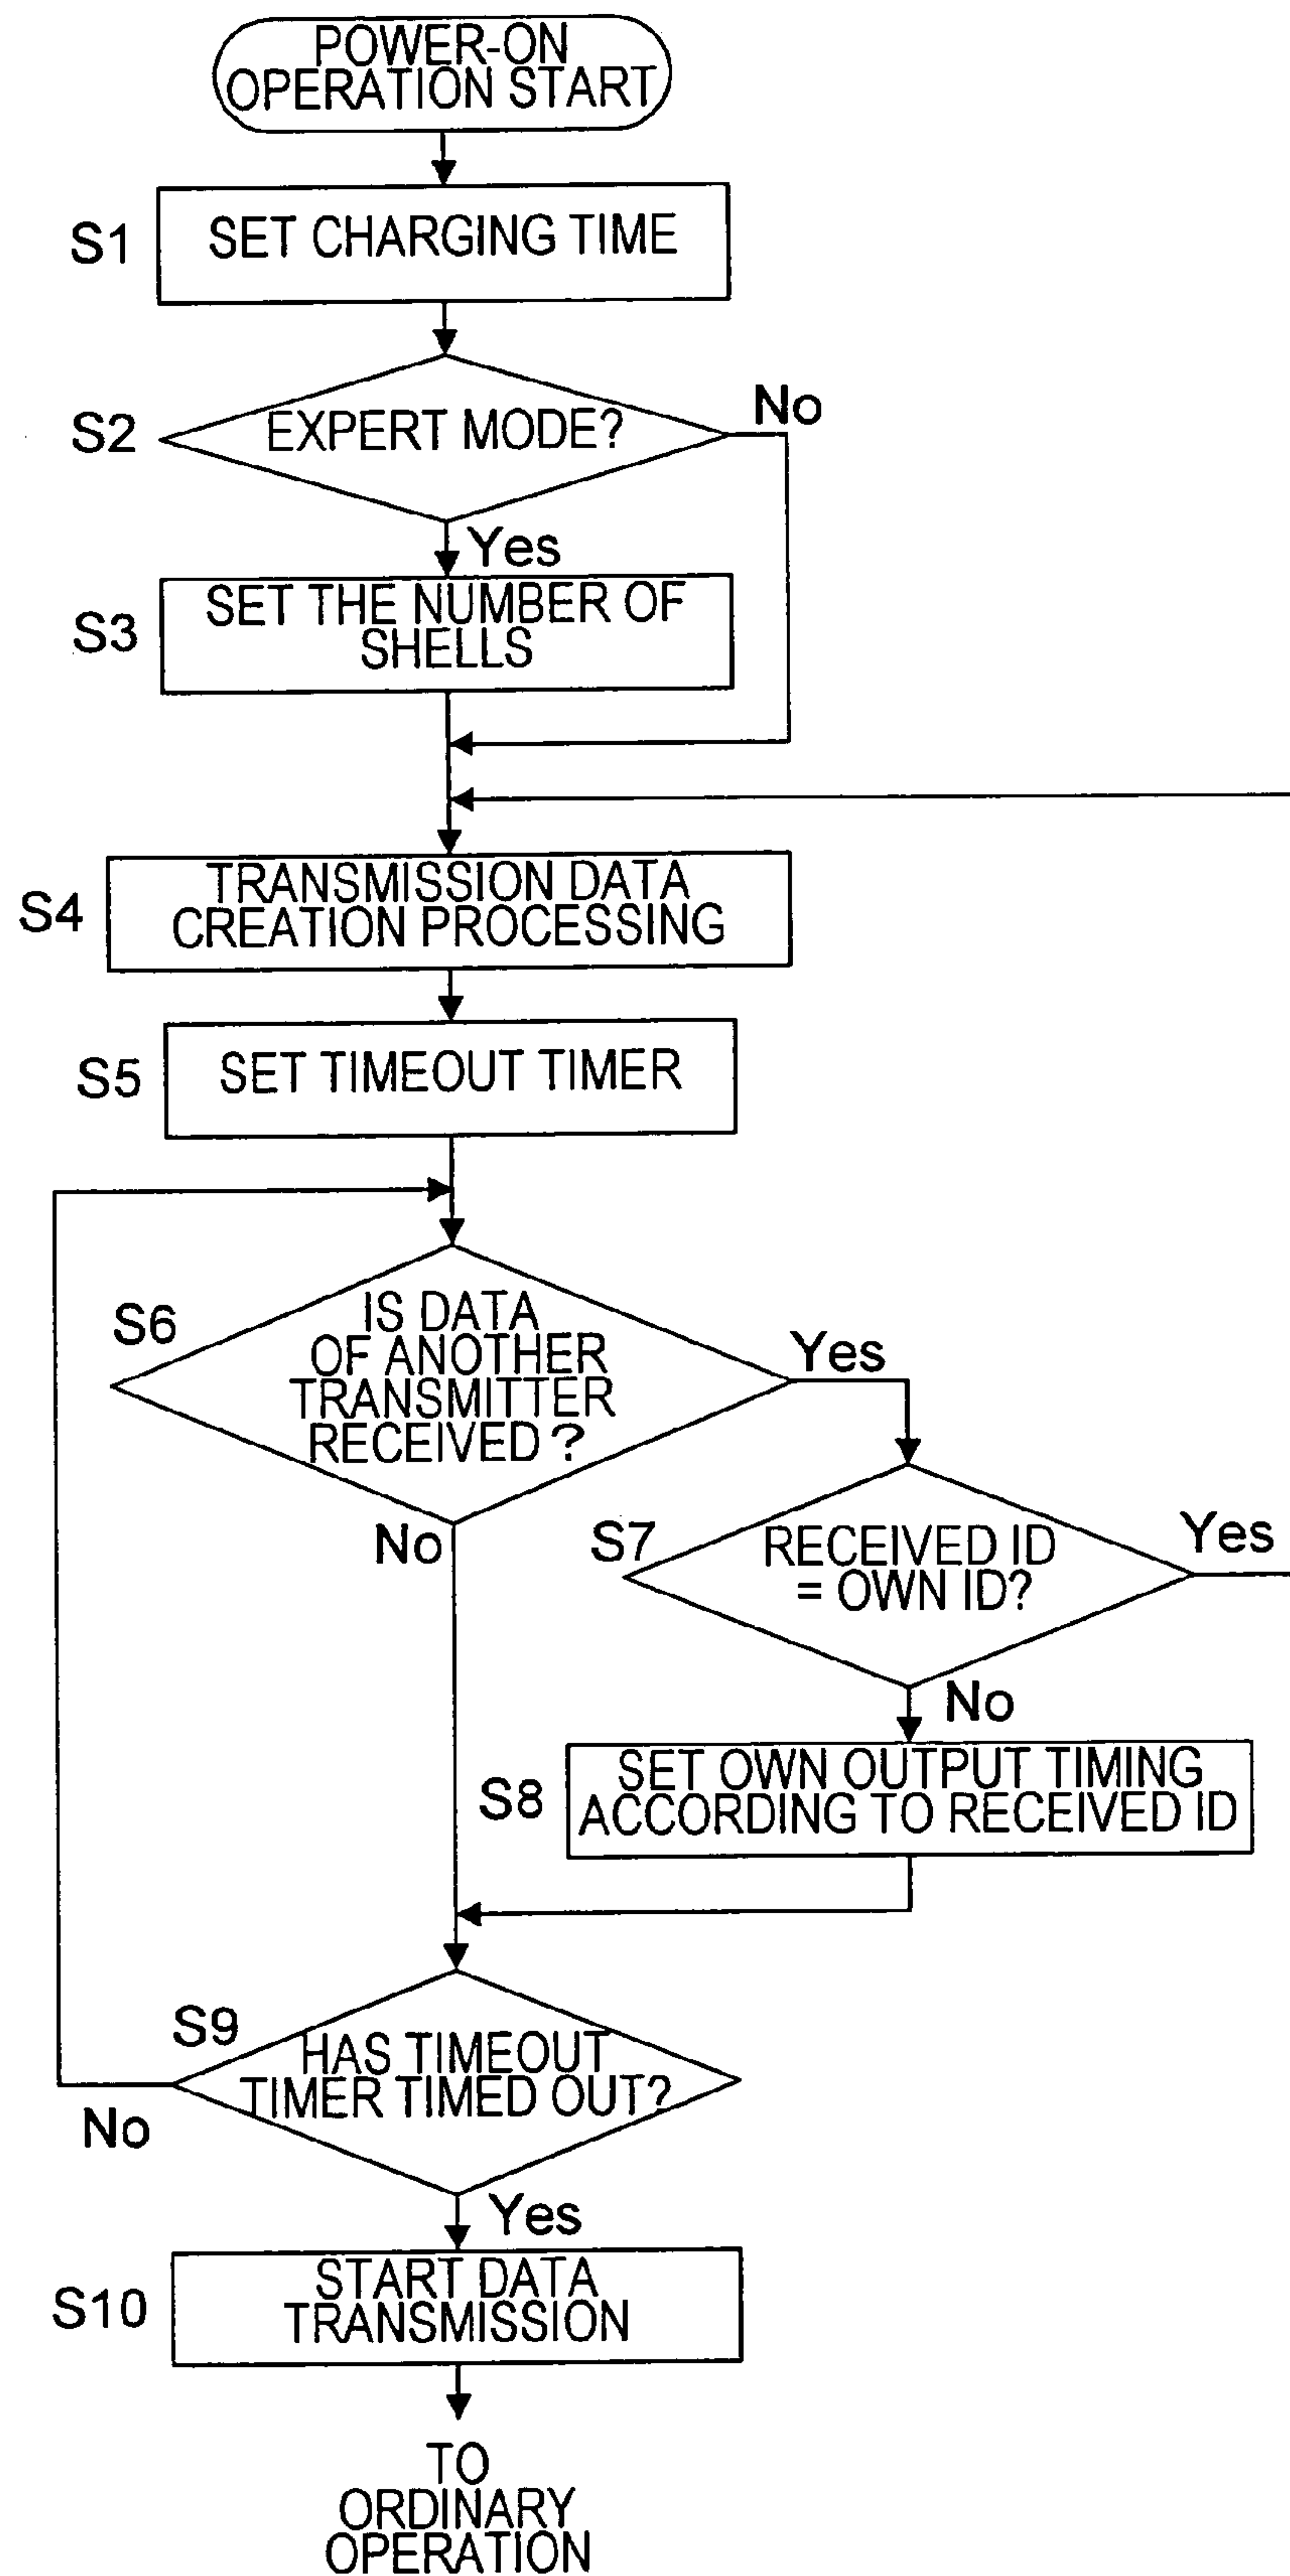 POWER-ON
OPERATION START
S1
SET CHARGING TIME
S2
EXPERT MODE?
No
Yes
S3
SET THE NUMBER OF
SHELLS
S4
TRANSMISSION DATA
CREATION PROCESSING
S5
SET TIMEOUT TIMER
S6
IS DATA
OF ANOTHER
TRANSMITTER
RECEIVED ?
Yes
No
S7
RECEIVED ID
= OWN ID?
Yes
No
S8
SET OWN OUTPUT TIMING
ACCORDING TO RECEIVED ID
S9
HAS TIMEOUT
TIMER TIMED OUT?
No
Yes
S10
START DATA
TRANSMISSION
TO
ORDINARY
OPERATION